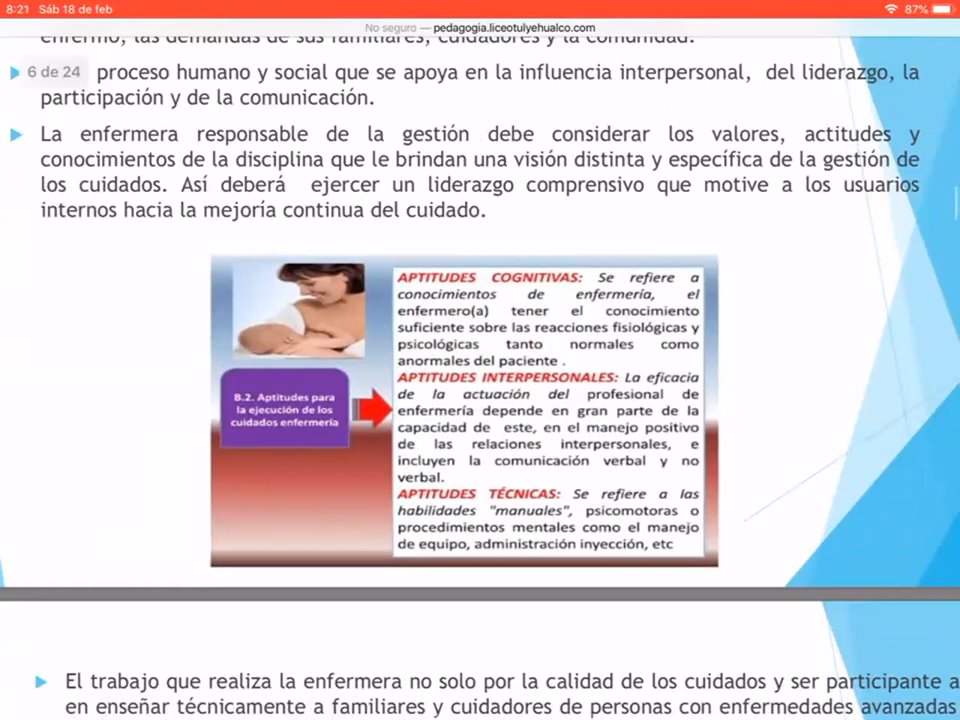 8:21 Sáb 18 de feb
87%
No seguro — pedagogia.liceotulyehualco.com
enfermo, las demandas de sus familiares, cuidadores y la comunidad.
6 de 24
proceso humano y social que se apoya en la influencia interpersonal, del liderazgo, la
participación y de la comunicación.
La enfermera responsable de la gestión debe considerar los valores, actitudes y
conocimientos de la disciplina que le brindan una visión distinta y específica de la gestión de
los cuidados. Así deberá ejercer un liderazgo comprensivo que motive a los usuarios
internos hacia la mejoría continua del cuidado.
B.2. Aptitudes para
la ejecución de los
cuidados enfermería
APTITUDES COGNITIVAS: Se refiere a
conocimientos de enfermería, el
enfermero(a) tener el conocimiento
suficiente sobre las reacciones fisiológicas y
psicológicas tanto normales como
anormales del paciente .
APTITUDES INTERPERSONALES: La eficacia
de la actuación del profesional de
enfermería depende en gran parte de la
capacidad de este, en el manejo positivo
de las relaciones interpersonales, e
incluyen la comunicación verbal y no
verbal.
APTITUDES TÉCNICAS: Se refiere a las
habilidades "manuales", psicomotoras o
procedimientos mentales como el manejo
de equipo, administración inyección, etc
El trabajo que realiza la enfermera no solo por la calidad de los cuidados y ser participante a
en enseñar técnicamente a familiares y cuidadores de personas con enfermedades avanzadas